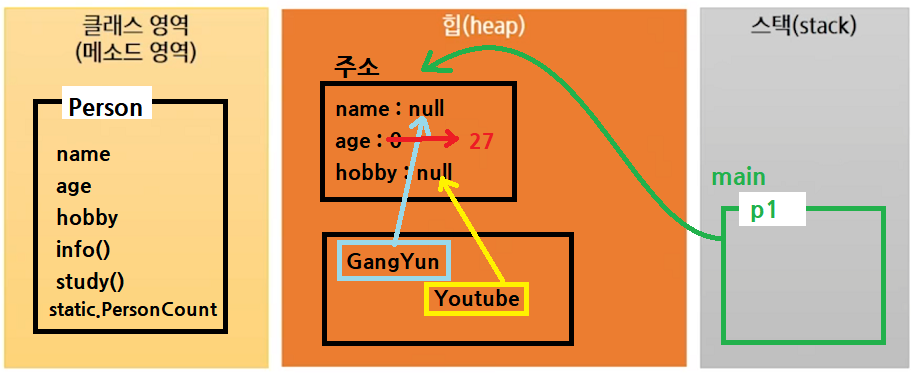 클래스 영역
(메소드 영역)
Person
name
age
hobby
info()
study()
static.PersonCount
힙(heap)
주소
name : null
age : 0 27
hobby : null
GangYun
Youtube
스택(stack)
main
p1